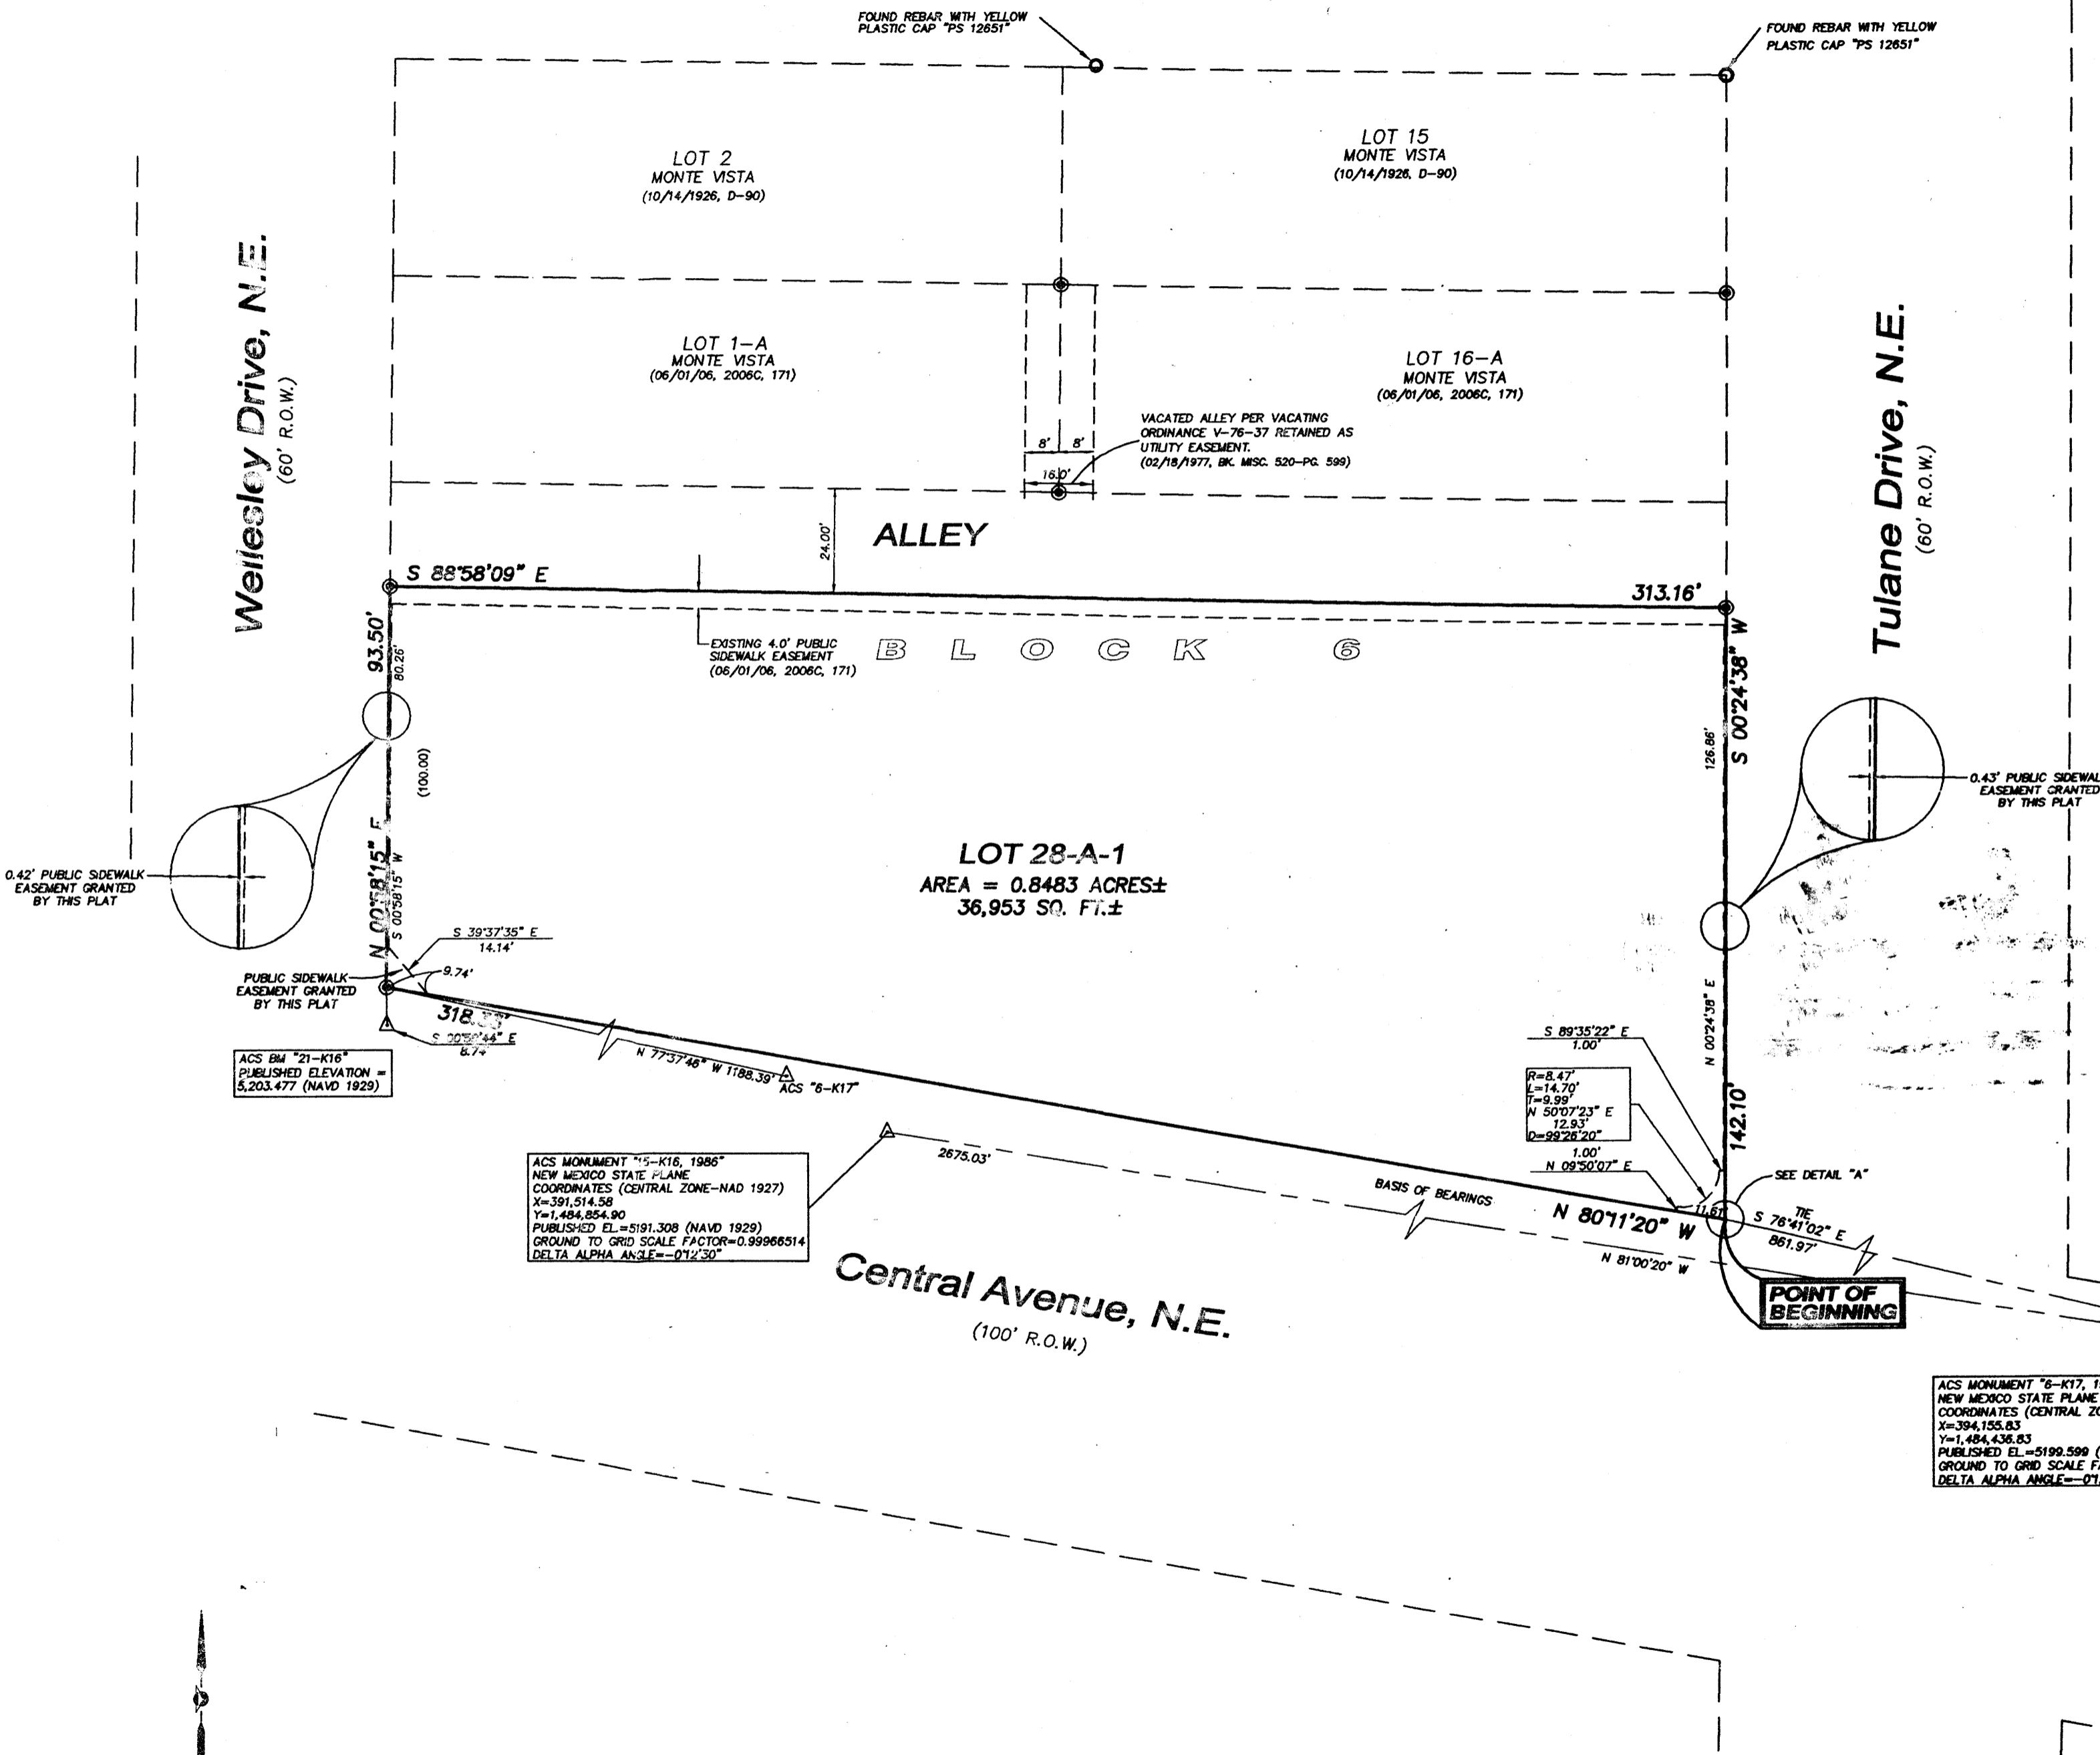 FOUND REBAR WITH YELLOW
PLASTIC CAP "PS 12651"
FOUND REBAR WITH YELLOW
PLASTIC CAP "PS 12651"
LOT 2
MONTE VISTA
(10/14/1926, D-90)
LOT 15
MONTE VISTA
(10/14/1926, D-90)
Wellesley Drive, N.E.
(60' R.O.W.)
LOT 1-A
MONTE VISTA
(06/01/06, 2006C, 171)
LOT 16-A
MONTE VISTA
(06/01/06, 2006C, 171)
Tulane Drive, N.E.
(60' R.O.W.)
VACATED ALLEY PER VACATING
ORDINANCE V-76-37 RETAINED AS
UTILITY EASEMENT.
(02/18/1977, BK. MISC. 520-PG. 599)
8' 8'
16.0'
24.00'
ALLEY
S 88°58'09" E
313.16'
EXISTING 4.0' PUBLIC
SIDEWALK EASEMENT
(06/01/06, 2006C, 171)
BLOCK 6
93.50'
80.26'
(100.00)
N 00°58'15" E
S 00°58'15" W
S 00°24'38" W
126.86'
N 00°24'38" E
142.10'
0.43' PUBLIC SIDEWAL
EASEMENT GRANTED
BY THIS PLAT
0.42' PUBLIC SIDEWALK
EASEMENT GRANTED
BY THIS PLAT
LOT 28-A-1
AREA = 0.8483 ACRES±
36,953 SQ. FT.±
S 39°37'35" E
14.14'
9.74'
PUBLIC SIDEWALK
EASEMENT GRANTED
BY THIS PLAT
8.74'
ACS BM "21-K16"
PUBLISHED ELEVATION =
5,203.477 (NAVD 1929)
N 77°37'46" W 1188.39'
ACS "6-K17"
S 89°35'22" E
1.00'
R=8.47'
L=14.70'
T=9.99'
N 50°07'23" E
12.93'
D=99°26'20"
1.00'
N 09°50'07" E
11.61'
SEE DETAIL "A"
TIE
S 76°41'02" E
861.97'
ACS MONUMENT "15-K16, 1986"
NEW MEXICO STATE PLANE
COORDINATES (CENTRAL ZONE-NAD 1927)
X=391,514.58
Y=1,484,854.90
PUBLISHED EL.=5191.308 (NAVD 1929)
GROUND TO GRID SCALE FACTOR=0.99966514
DELTA ALPHA ANGLE=-0°12'30"
2675.03'
BASIS OF BEARINGS
N 80°11'20" W
N 81°00'20" W
Central Avenue, N.E.
(100' R.O.W.)
POINT OF
BEGINNING
ACS MONUMENT "6-K17, 1
NEW MEXICO STATE PLANE
COORDINATES (CENTRAL ZO
X=394,155.83
Y=1,484,436.83
PUBLISHED EL.=5199.599 (
GROUND TO GRID SCALE FA
DELTA ALPHA ANGLE=-0°1